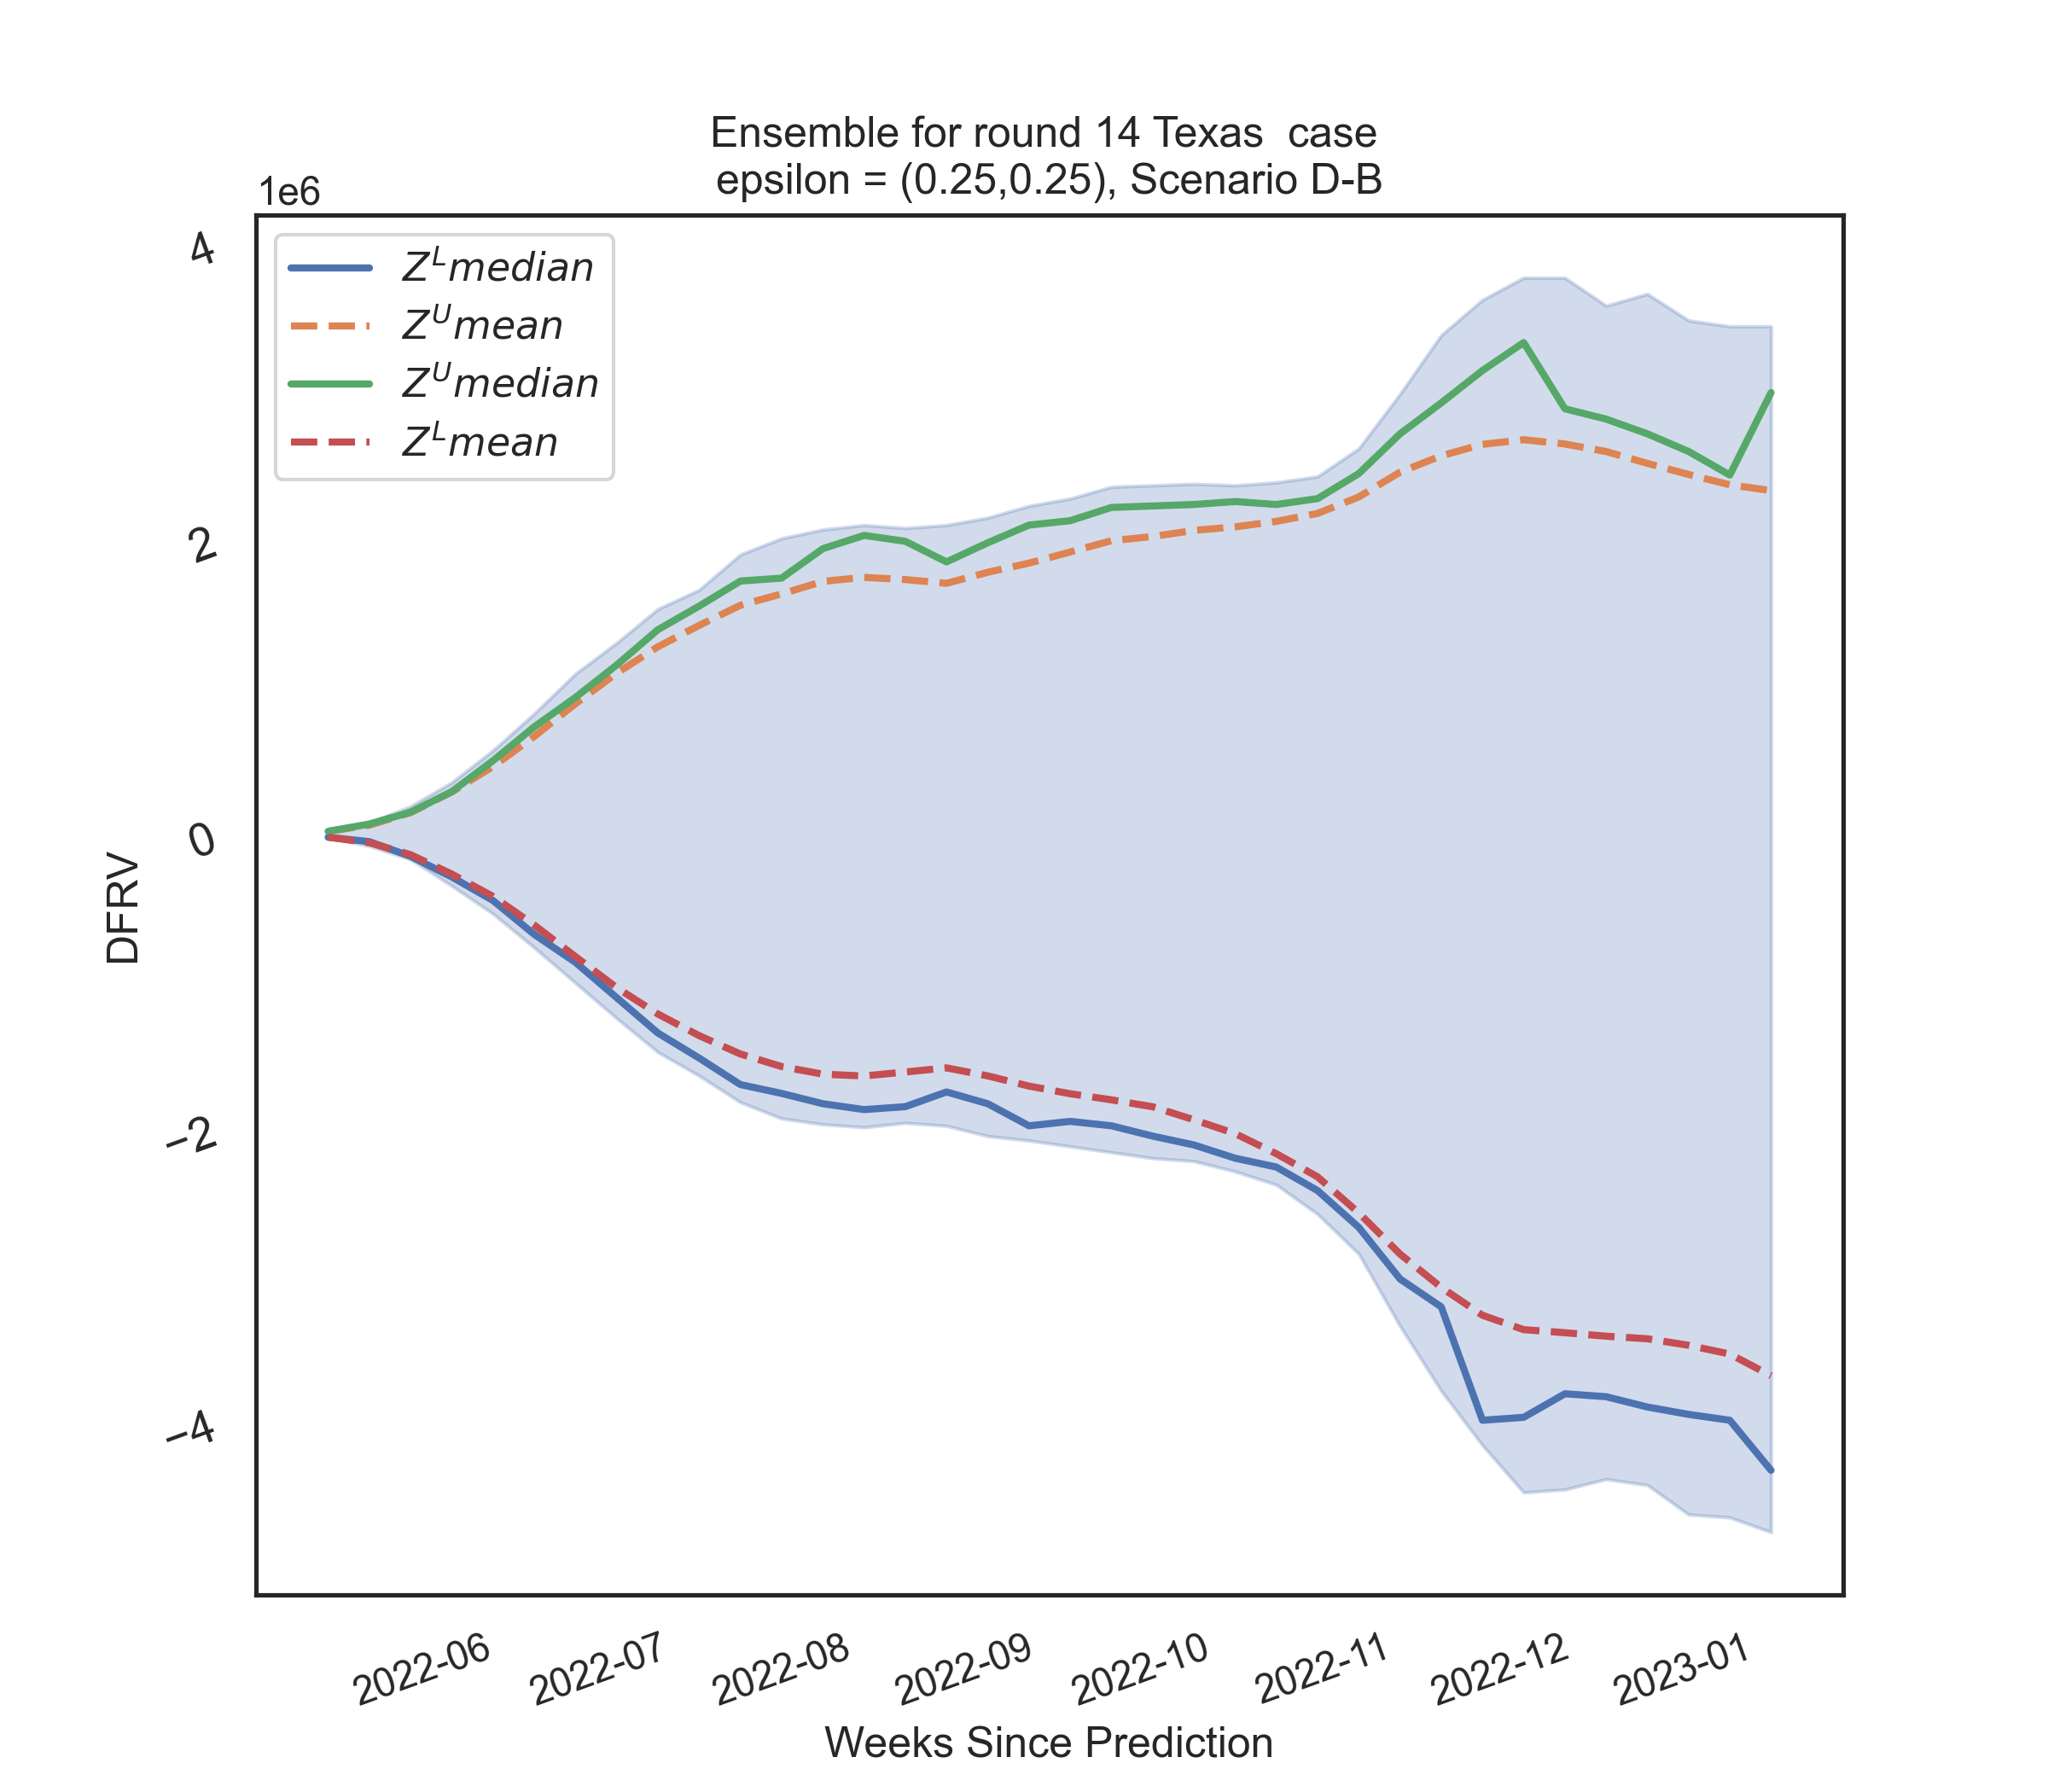 Ensemble for round 14 Texas  case
epsilon = (0.25,0.25), Scenario D-B
1e6
4
2
0
−2
−4
DFRV
Z^L median
Z^U mean
Z^U median
Z^L mean
2022-06
2022-07
2022-08
2022-09
2022-10
2022-11
2022-12
2023-01
Weeks Since Prediction